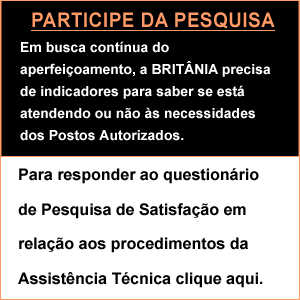 PARTICIPE DA PESQUISA
Em busca contínua do
aperfeiçoamento, a BRITÂNIA precisa
de indicadores para saber se está
atendendo ou não às necessidades
dos Postos Autorizados.
Para responder ao questionário
de Pesquisa de Satisfação em
relação aos procedimentos da
Assistência Técnica clique aqui.